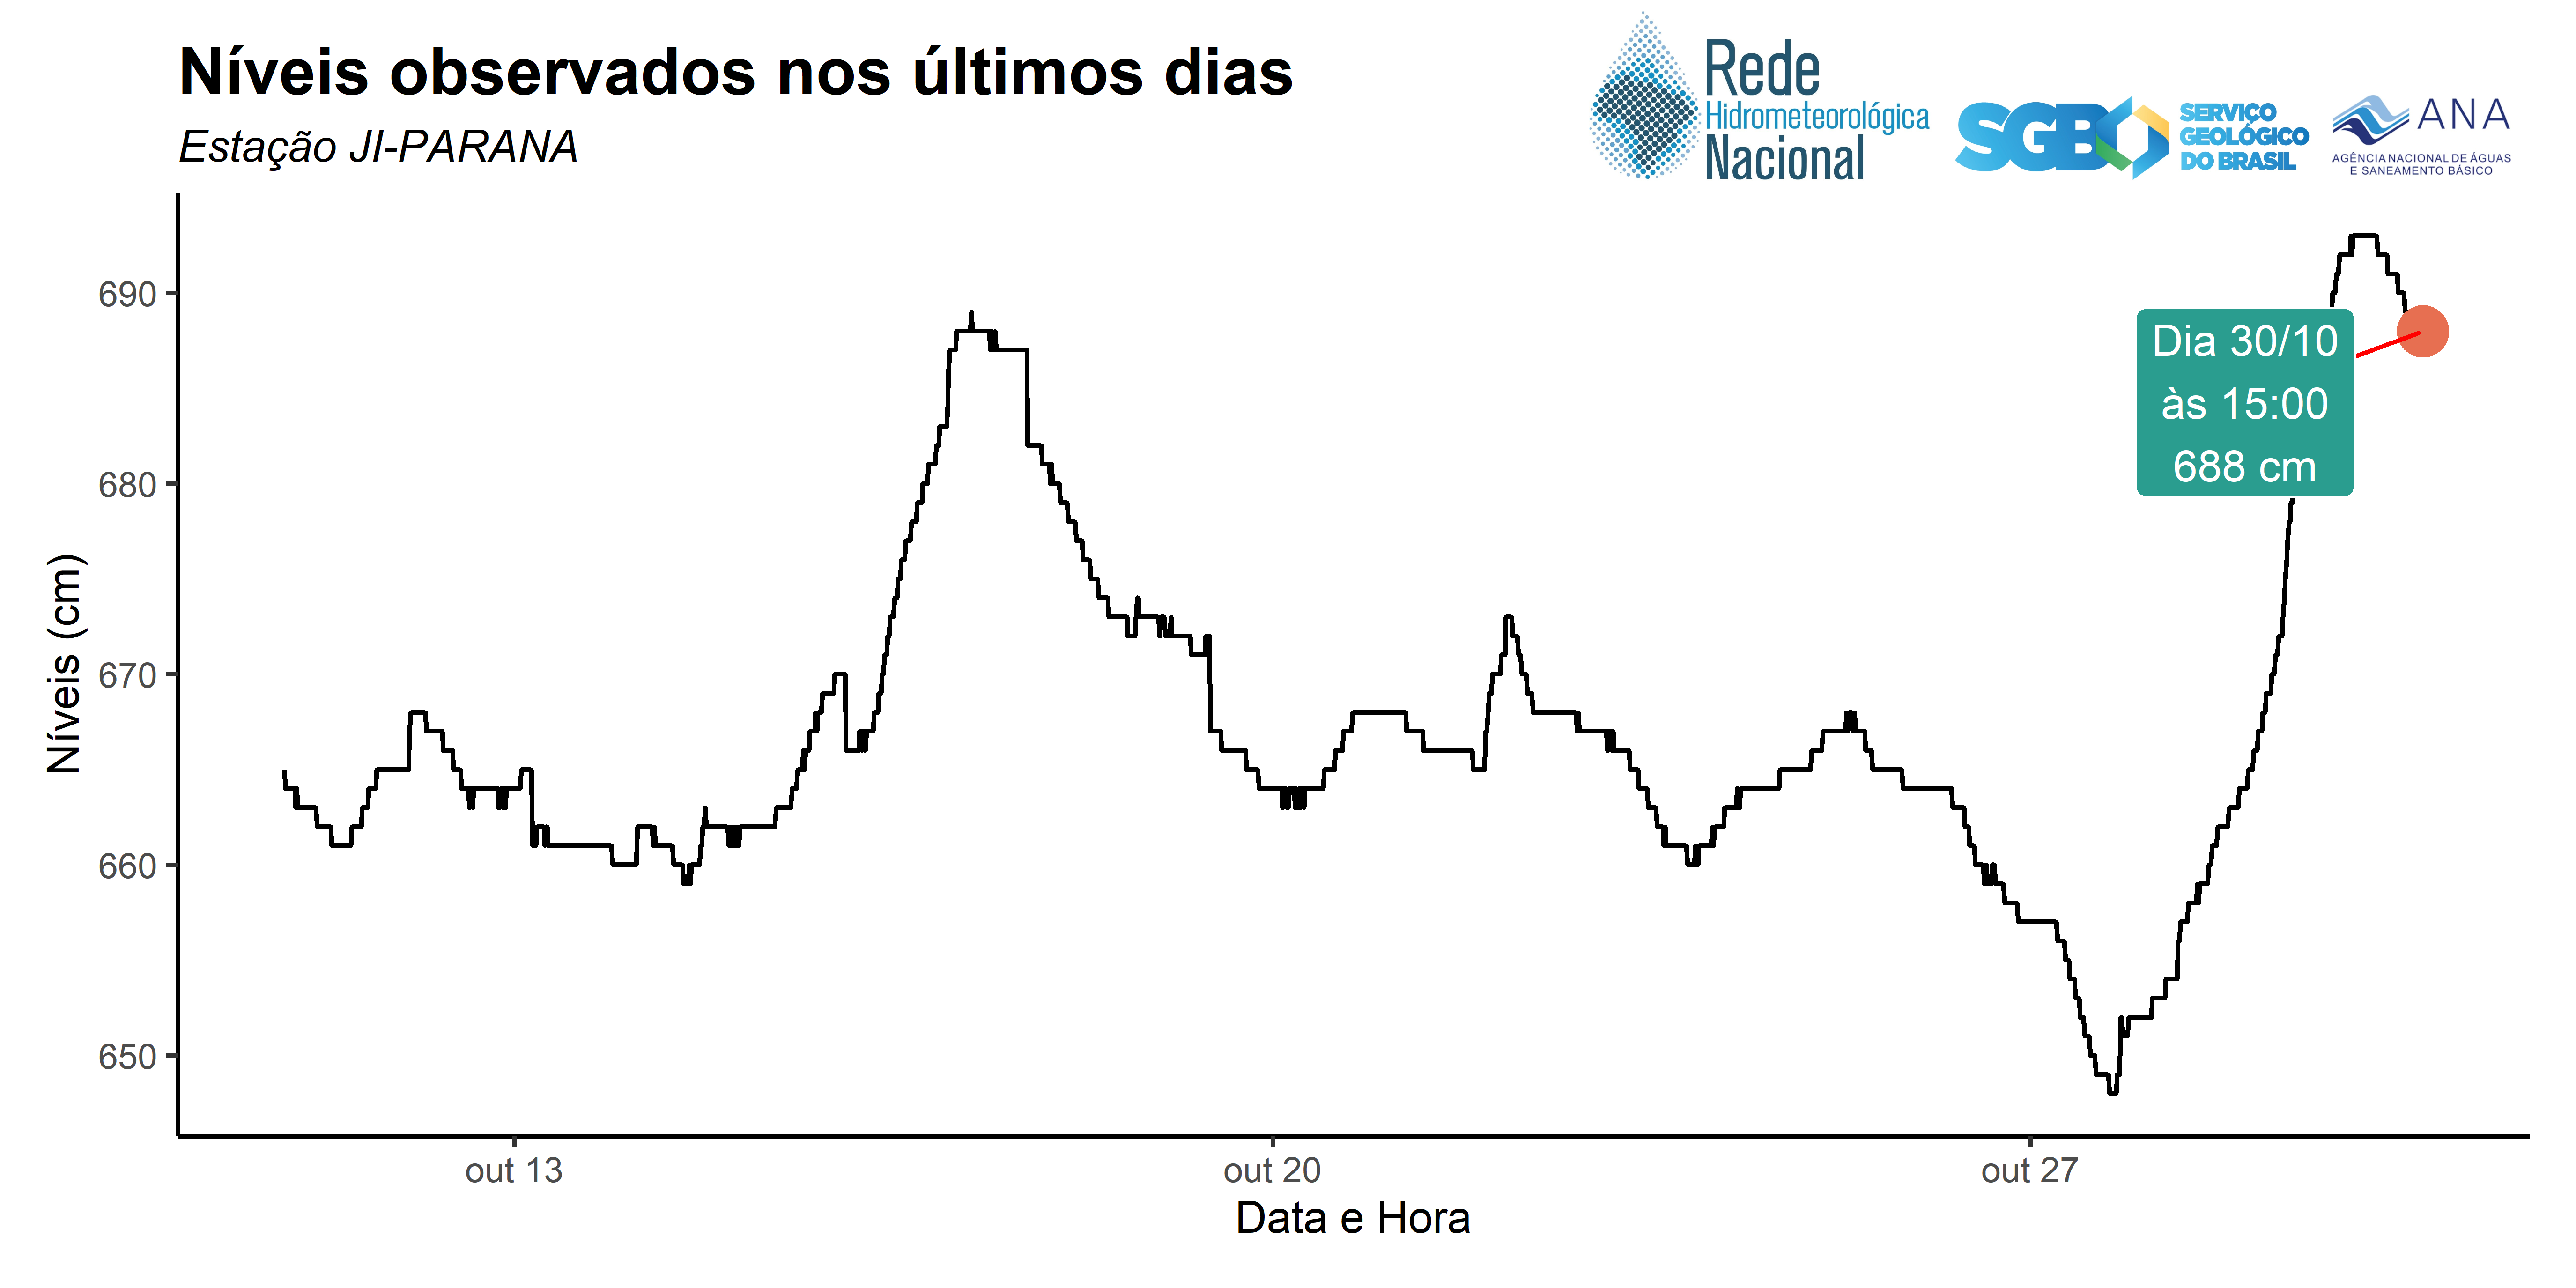 Níveis observados nos últimos dias
Estação JI-PARANA
Rede
Hidrometeorológica
Nacional
SGB
SERVIÇO
GEOLÓGICO
DO BRASIL
ANA
AGÊNCIA NACIONAL DE ÁGUAS
E SANEAMENTO BÁSICO
Níveis (cm)
690
680
670
660
650
Dia 30/10
às 15:00
688 cm
out 13
out 20
out 27
Data e Hora